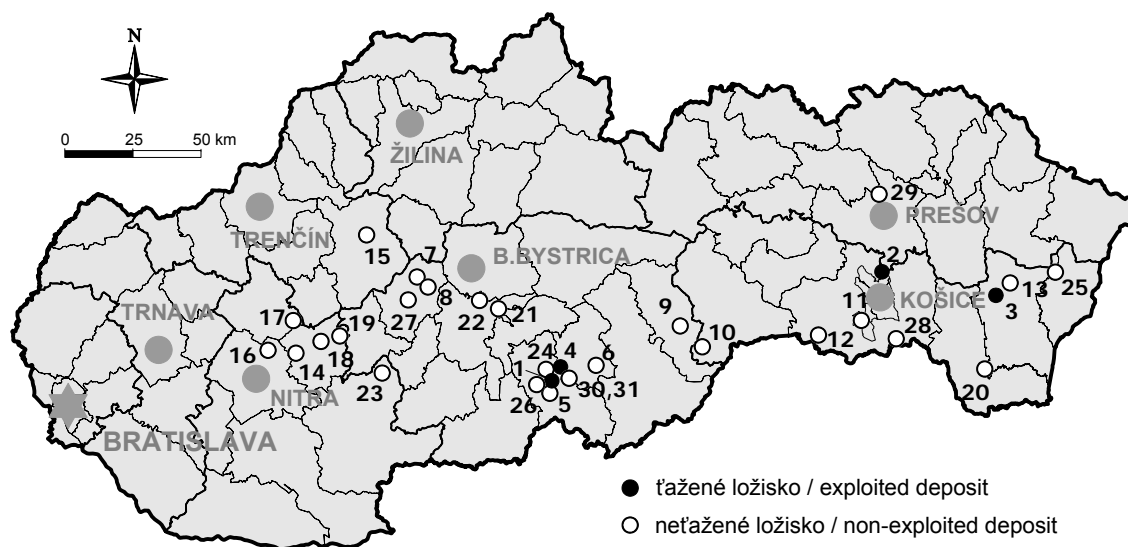 N
0 25 50 km
ŽILINA
29
PREŠOV
TRENČÍN
15
7
B.BYSTRICA
2
8
13
25
TRNAVA
27
22
21
9
11
KOŠICE
3
17
19
10
12
28
16
14
18
24
4
6
1
20
NITRA
23
30,31
26
5
BRATISLAVA
ťažené ložisko / exploited deposit
neťažené ložisko / non-exploited deposit